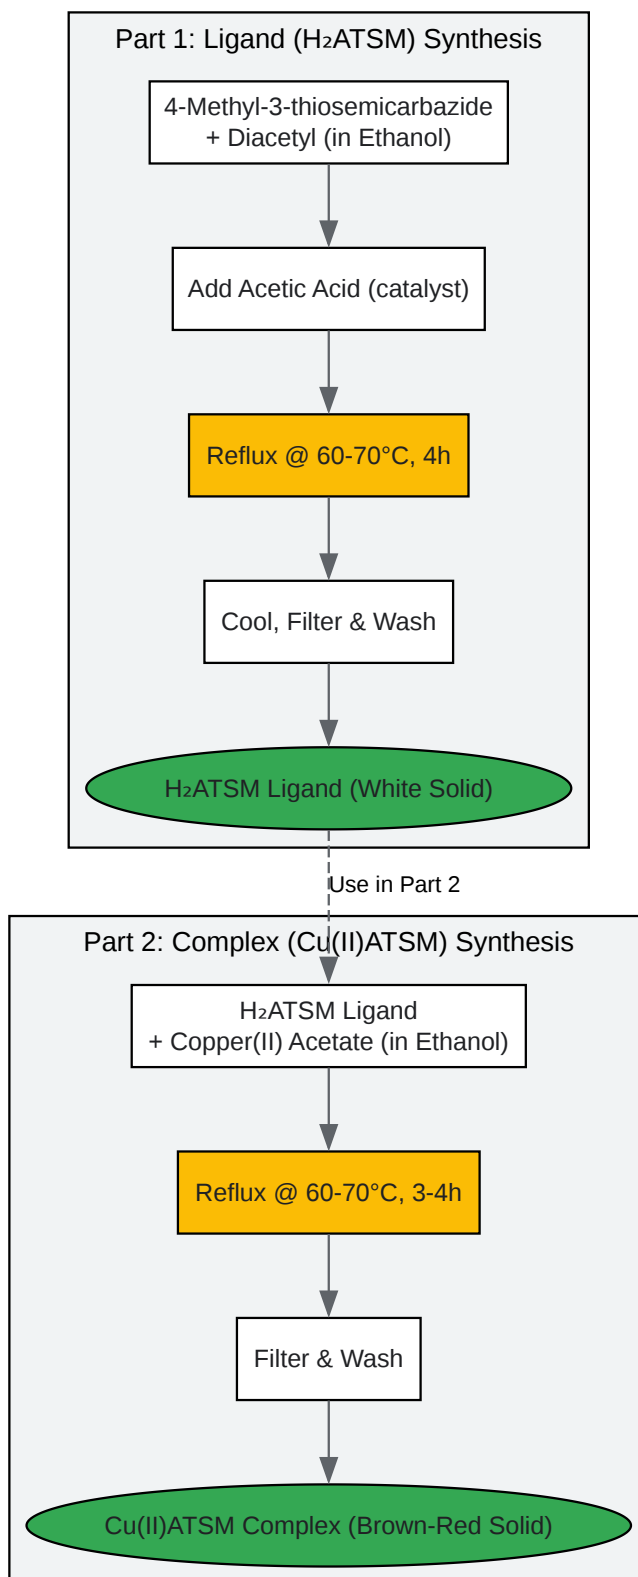 Part 1: Ligand (H₂ATSM) Synthesis
4-Methyl-3-thiosemicarbazide
+ Diacetyl (in Ethanol)
Add Acetic Acid (catalyst)
Reflux @ 60-70°C, 4h
Cool, Filter & Wash
H₂ATSM Ligand (White Solid)
Use in Part 2
Part 2: Complex (Cu(II)ATSM) Synthesis
H₂ATSM Ligand
+ Copper(II) Acetate (in Ethanol)
Reflux @ 60-70°C, 3-4h
Filter & Wash
Cu(II)ATSM Complex (Brown-Red Solid)